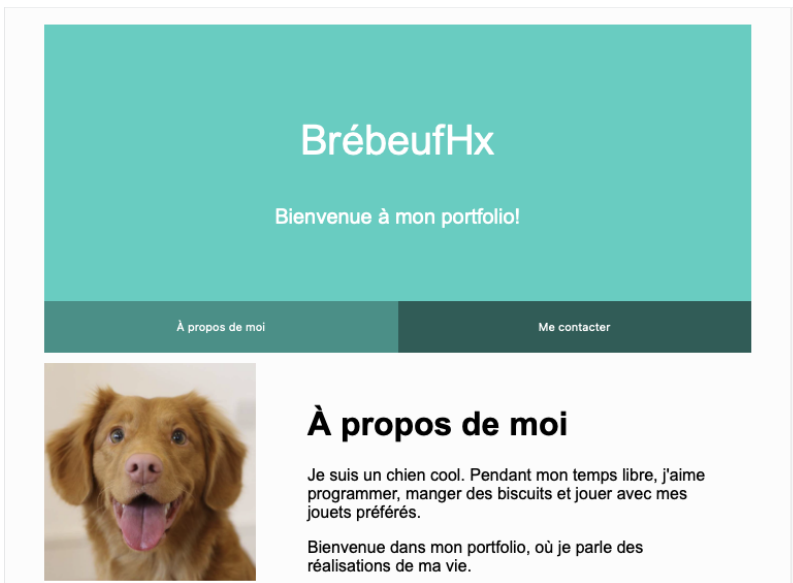 BrébeufHx
Bienvenue à mon portfolio!
À propos de moi
Me contacter
À propos de moi
Je suis un chien cool. Pendant mon temps libre, j'aime
programmer, manger des biscuits et jouer avec mes
jouets préférés.
Bienvenue dans mon portfolio, où je parle des
réalisations de ma vie.